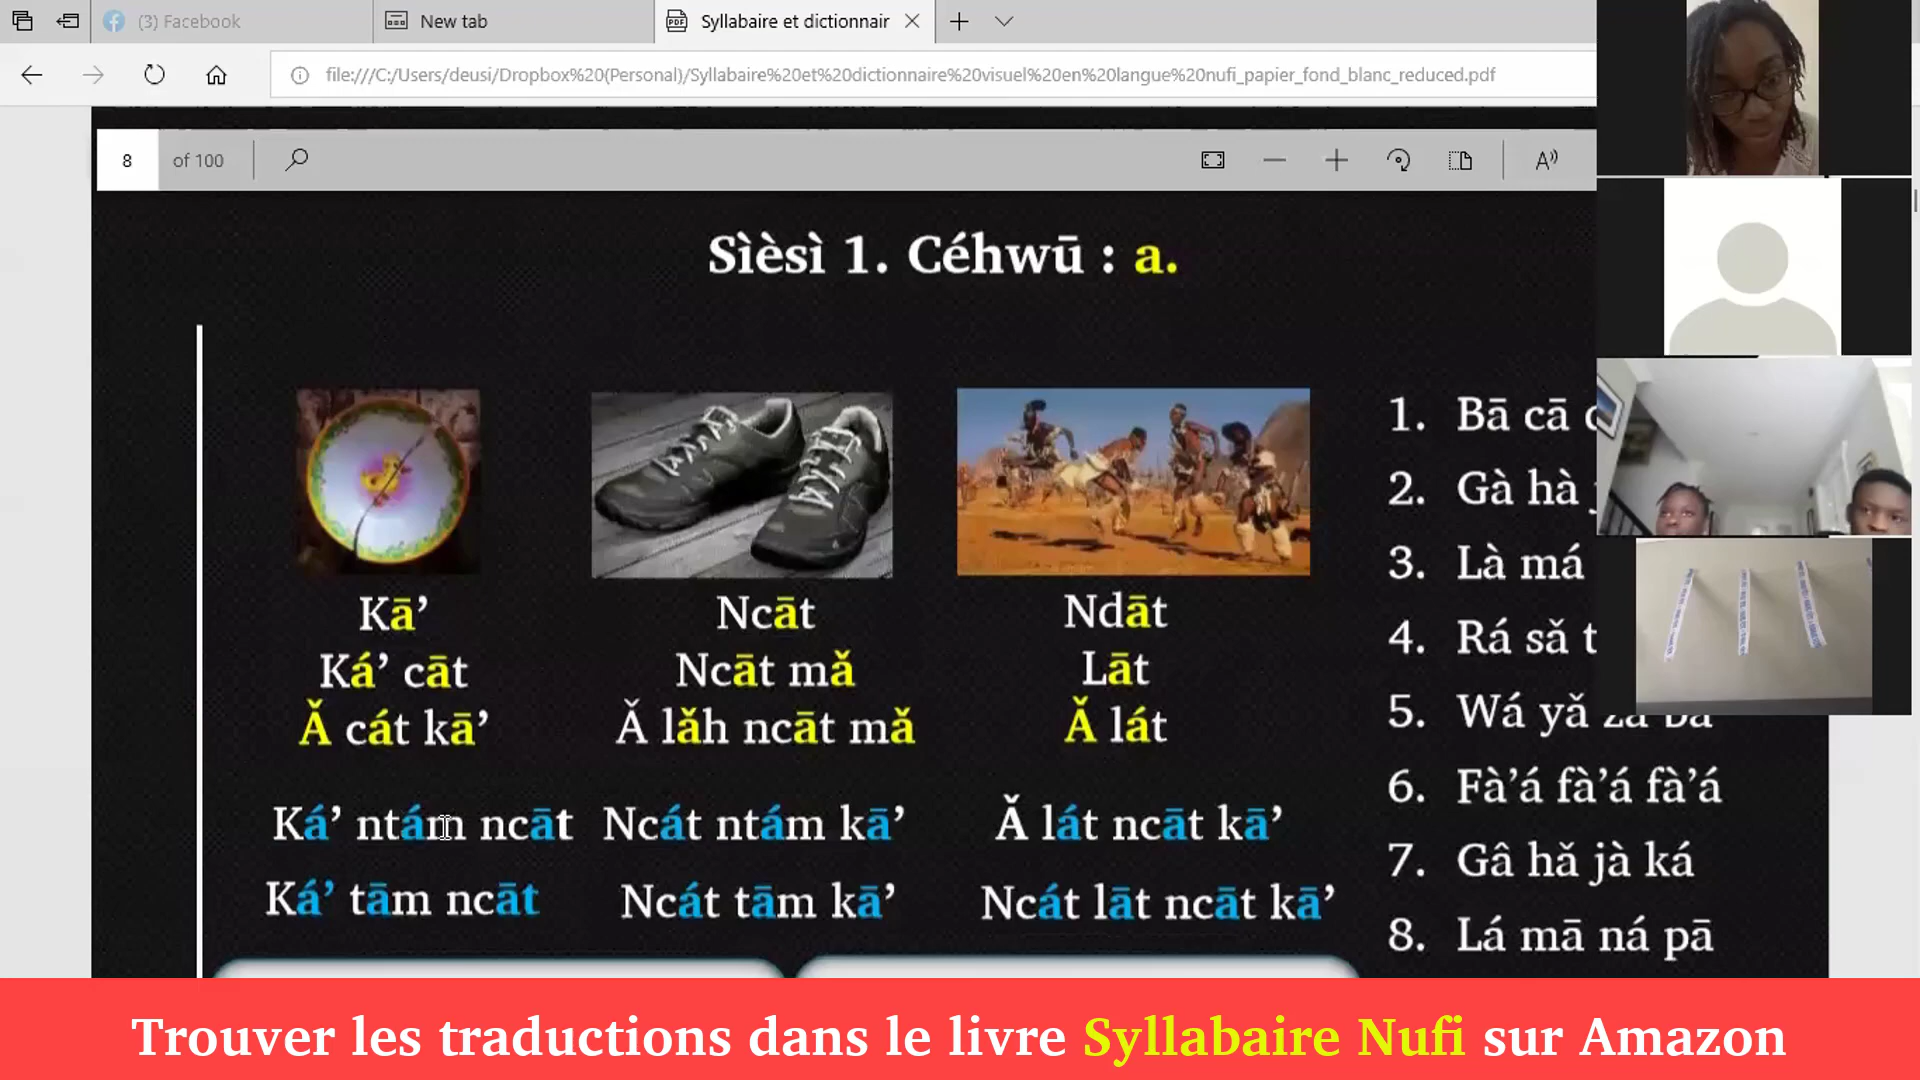 (3) Facebook
New tab
Syllabaire et dictionnair
file:///C:/Users/deusi/Dropbox%20(Personal)/Syllabaire%20et%20dictionnaire%20visuel%20en%20langue%20nufi_papier_fond_blanc_reduced.pdf
8 of 100
Sìèsì 1. Céhwū : a.
Kā’
Ká’ cāt
Ǎ cát kā’
Ncāt
Ncāt mǎ
Ǎ lǎh ncāt mǎ
Ndāt
Lāt
Ǎ lát
Ká’ ntám ncāt
Ncát ntám kā’
Ǎ lát ncāt kā’
Ká’ tām ncāt
Ncát tām kā’
Ncát lāt ncāt kā’
1. Bā cā
2. Gà hà
3. Là má
4. Rá sǎ
5. Wá yǎ
6. Fà’á fà’á fà’á
7. Gâ hǎ jà ká
8. Lá mā ná pā
Trouver les traductions dans le livre Syllabaire Nufi sur Amazon